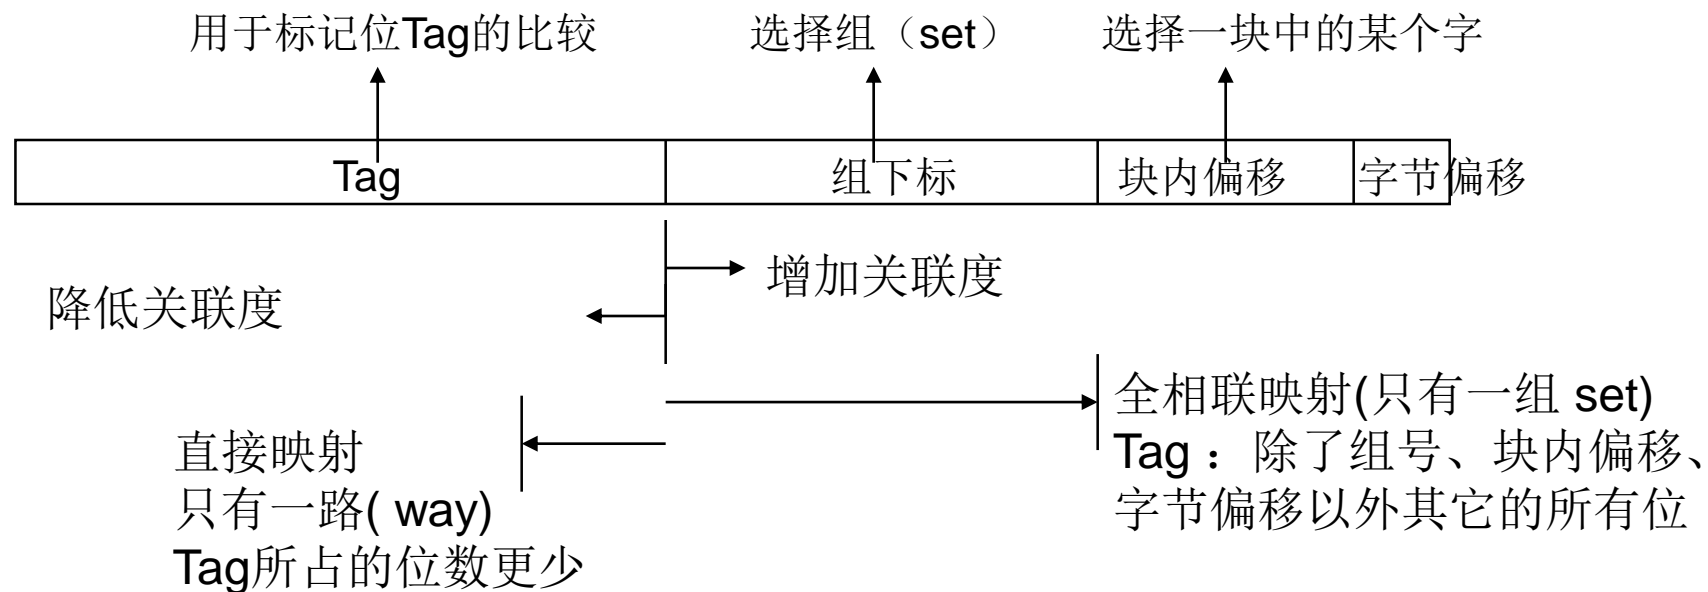 用于标记位Tag的比较
选择组（set）
选择一块中的某个字
Tag
组下标
块内偏移
字节偏移
增加关联度
降低关联度
全相联映射(只有一组 set)
Tag：除了组号、块内偏移、
字节偏移以外其它的所有位
直接映射
只有一路( way)
Tag所占的位数更少